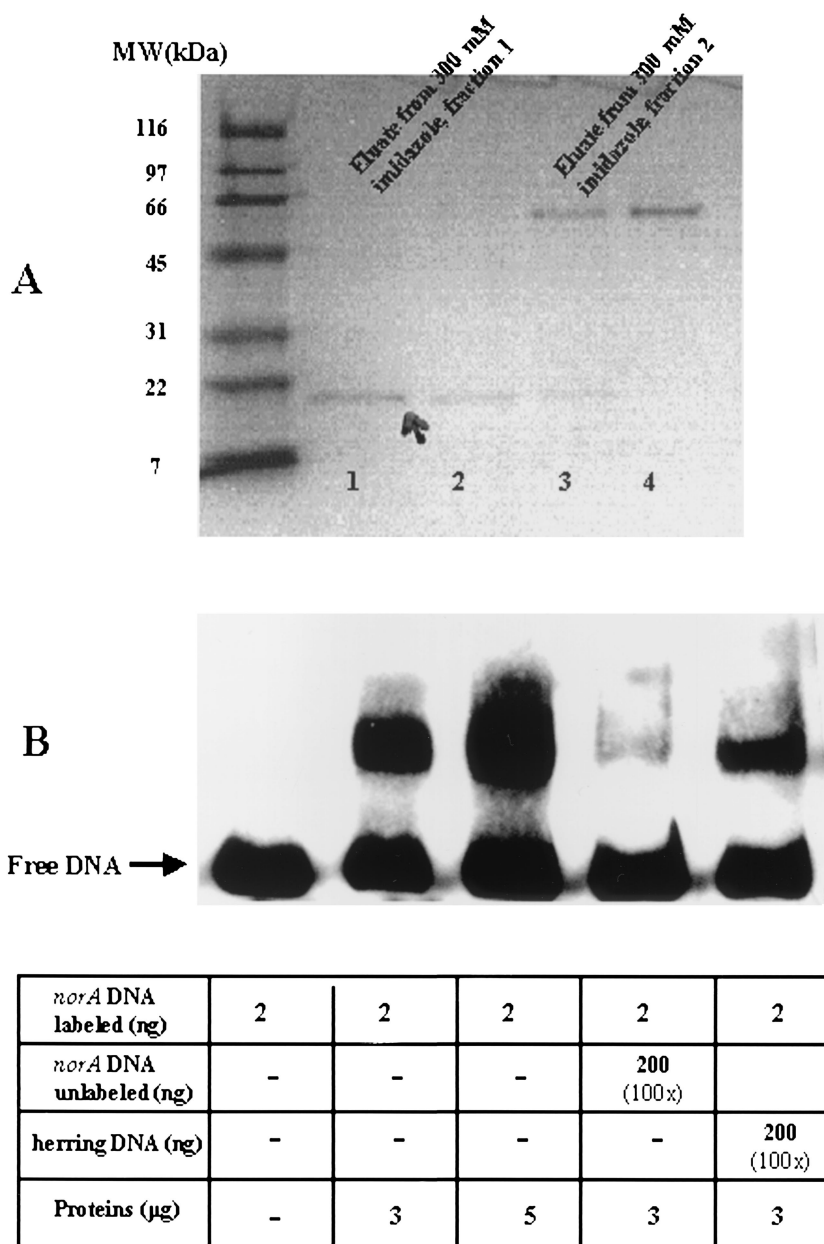 MW(kDa)
Eluate from 300 mM
imidazole, fraction 1
Eluate from 300 mM
imidazole, fraction 2
116
97
66
45
31
22
7
A
1 2 3 4
B
Free DNA
norA DNA
labeled (ng)
2 2 2 2 2
norA DNA
unlabeled (ng)
- - - 200
(100x)
herring DNA (ng)
- - - - 200
(100x)
Proteins (µg)
- 3 5 3 3